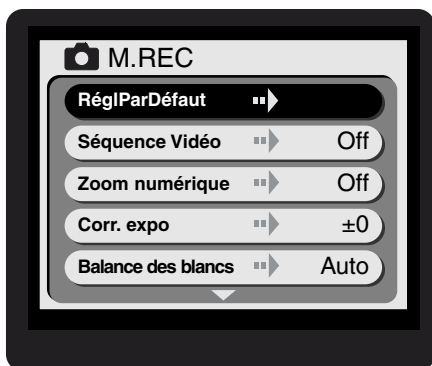 M.REC
RéglParDéfaut
Séquence Vidéo Off
Zoom numérique Off
Corr. expo ±0
Balance des blancs Auto